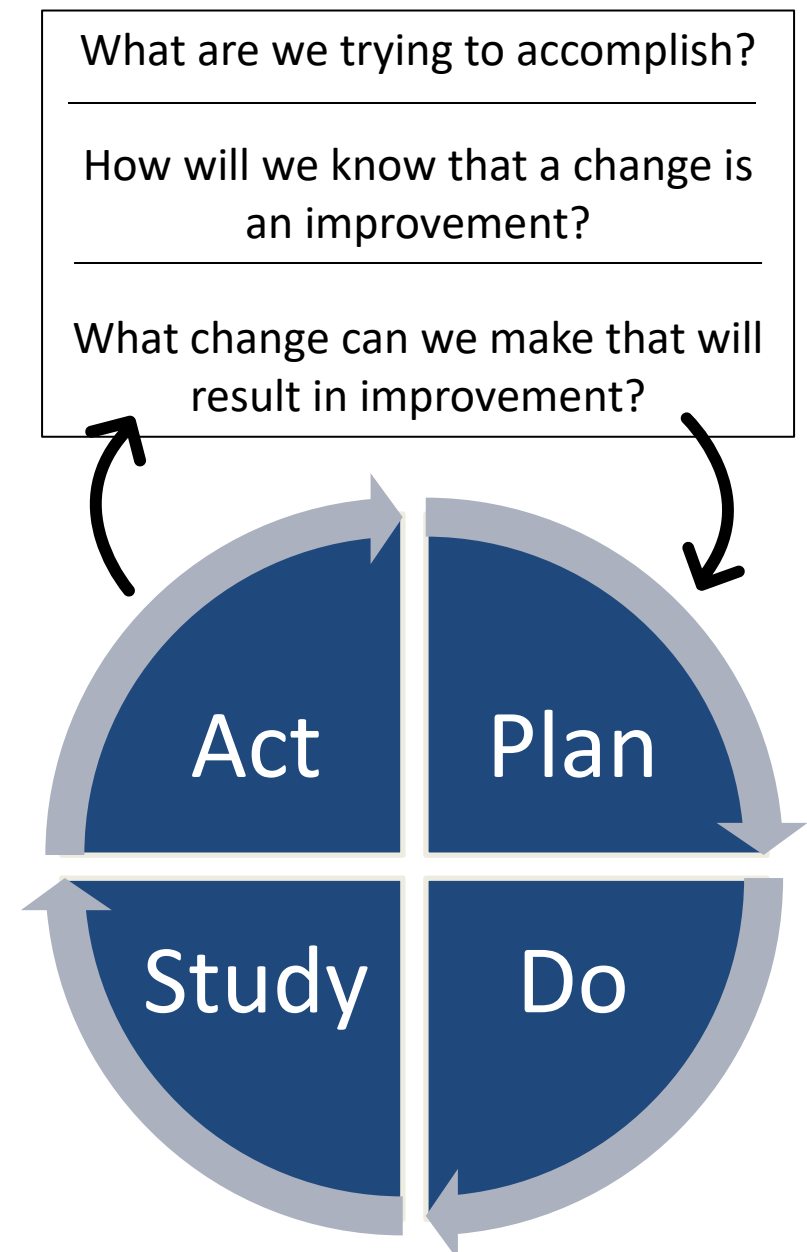 What are we trying to accomplish?
How will we know that a change is
an improvement?
What change can we make that will
result in improvement?
Act
Plan
Study
Do